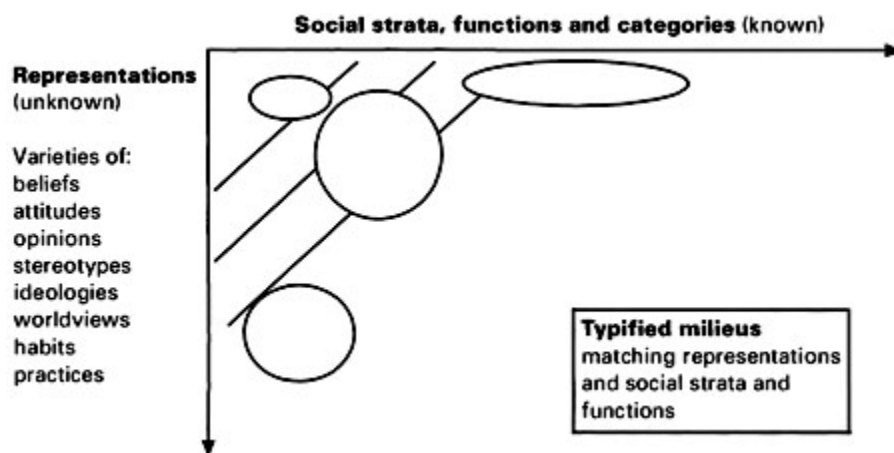 Social strata, functions and categories (known)
Representations
(unknown)
Varieties of:
beliefs
attitudes
opinions
stereotypes
ideologies
worldviews
habits
practices
Typified milieus
matching representations
and social strata and
functions